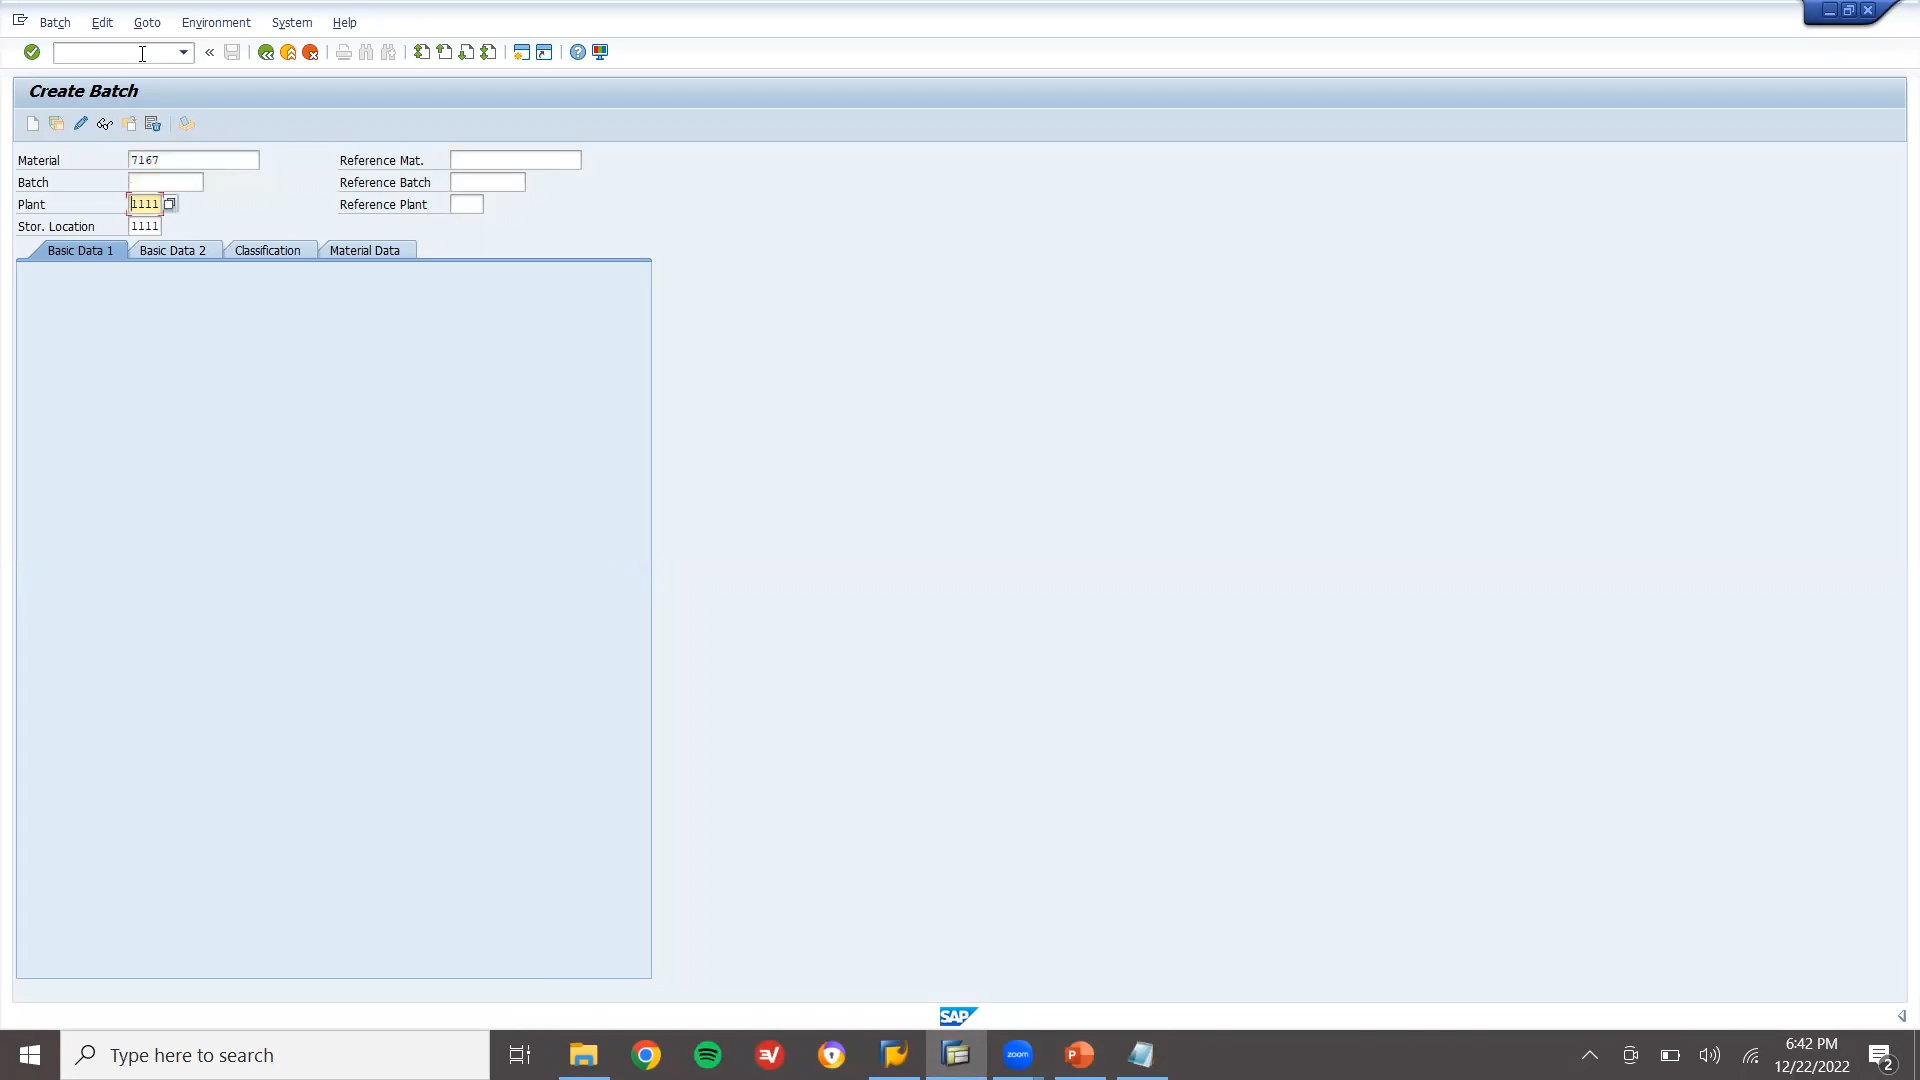 Batch Edit Goto Environment System Help
Create Batch
Material 7167 Reference Mat.
Batch Reference Batch
Plant 1111 Reference Plant
Stor. Location 1111
Basic Data 1 Basic Data 2 Classification Material Data
SAP
Type here to search
zoom
6:42 PM
12/22/2022
2